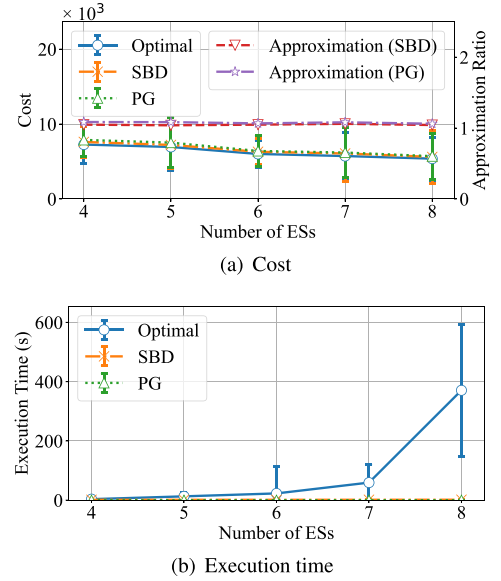 × 10³
20
10
0
Cost
Optimal
SBD
PG
Approximation (SBD)
Approximation (PG)
2
1
0
Approximation Ratio
4 5 6 7 8
Number of ESs
(a) Cost
600
400
200
0
Execution Time (s)
Optimal
SBD
PG
4 5 6 7 8
Number of ESs
(b) Execution time